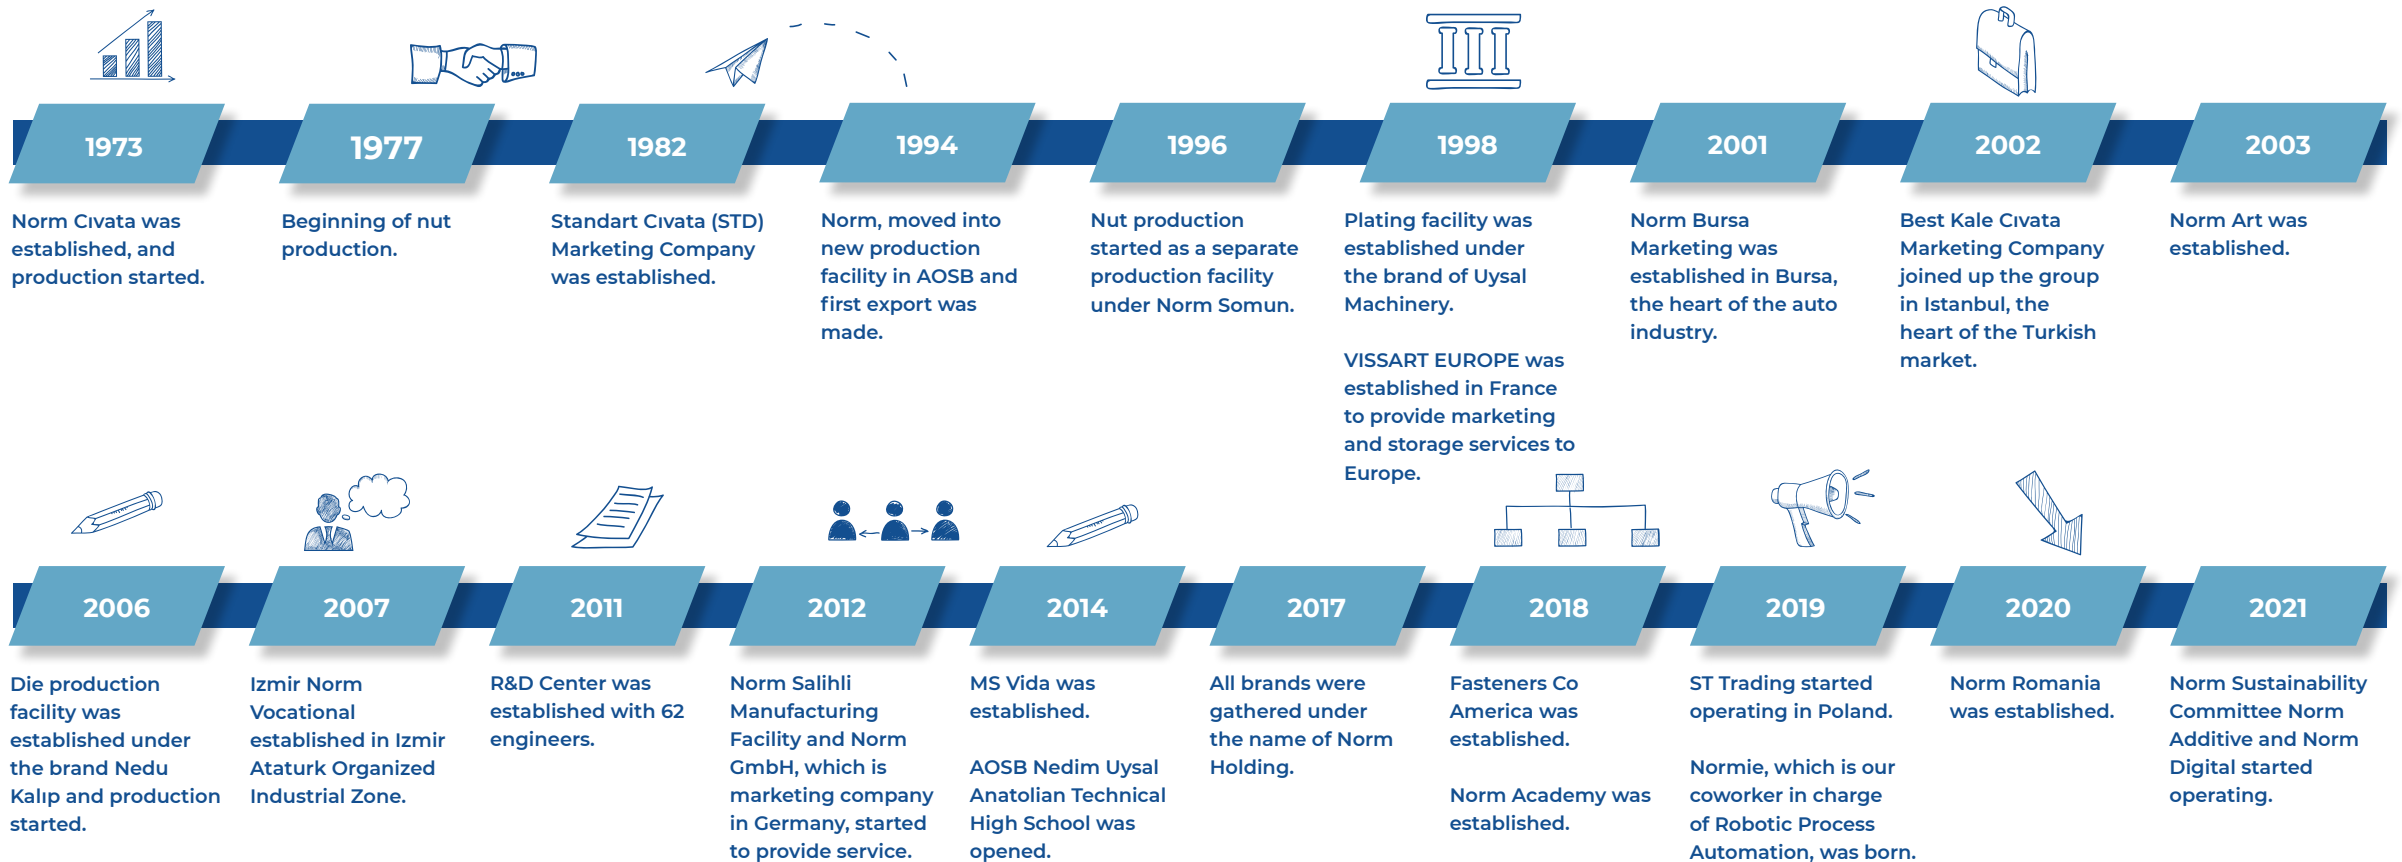 1973
Norm Cıvata was
established, and
production started.
1977
Beginning of nut
production.
1982
Standart Cıvata (STD)
Marketing Company
was established.
1994
Norm, moved into
new production
facility in AOSB and
first export was
made.
1996
Nut production
started as a separate
production facility
under Norm Somun.
1998
Plating facility was
established under
the brand of Uysal
Machinery.
VISSART EUROPE was
established in France
to provide marketing
and storage services to
Europe.
2001
Norm Bursa
Marketing was
established in Bursa,
the heart of the auto
industry.
2002
Best Kale Cıvata
Marketing Company
joined up the group
in Istanbul, the
heart of the Turkish
market.
2003
Norm Art was
established.
2006
Die production
facility was
established under
the brand Nedu
Kalıp and production
started.
2007
Izmir Norm
Vocational
established in Izmir
Ataturk Organized
Industrial Zone.
2011
R&D Center was
established with 62
engineers.
2012
Norm Salihli
Manufacturing
Facility and Norm
GmbH, which is
marketing company
in Germany, started
to provide service.
2014
MS Vida was
established.
AOSB Nedim Uysal
Anatolian Technical
High School was
opened.
2017
All brands were
gathered under
the name of Norm
Holding.
2018
Fasteners Co
America was
established.
Norm Academy was
established.
2019
ST Trading started
operating in Poland.
Normie, which is our
coworker in charge
of Robotic Process
Automation, was born.
2020
Norm Romania
was established.
2021
Norm Sustainability
Committee Norm
Additive and Norm
Digital started
operating.